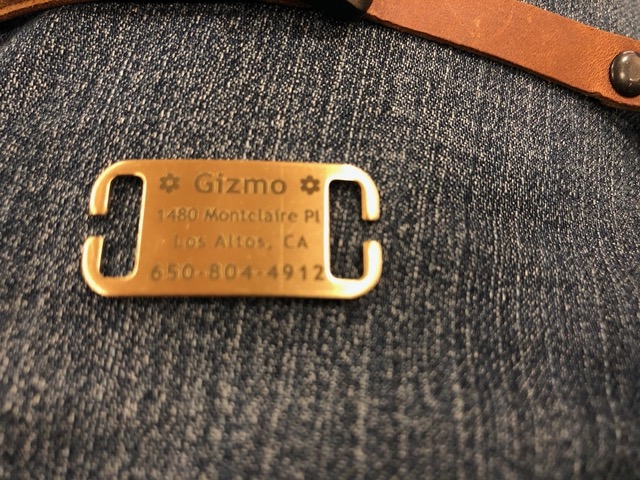 Gizmo
1480 Montclaire Pl
Los Altos, CA
650-804-4912